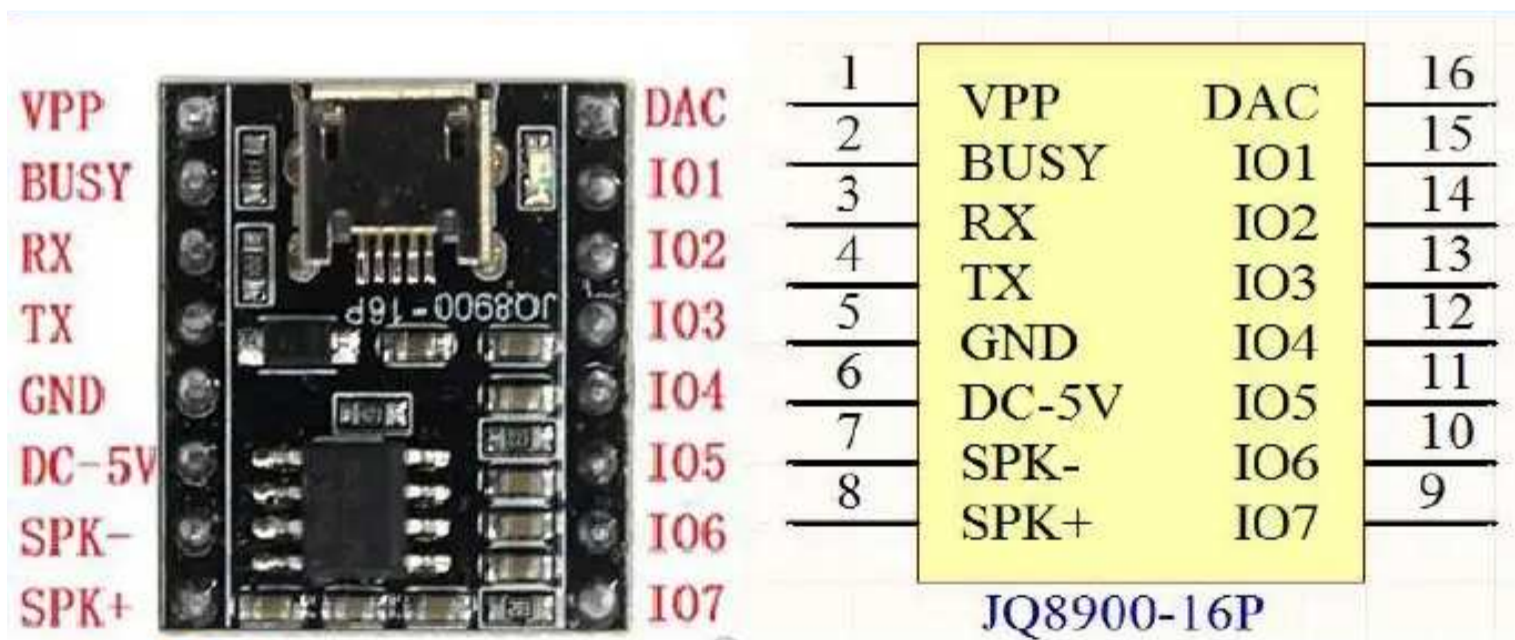 VPP DAC
BUSY IO1
RX IO2
TX IO3
GND IO4
DC-5V IO5
SPK- IO6
SPK+ IO7
JQ8900-16P
1 VPP DAC 16
2 BUSY IO1 15
3 RX IO2 14
4 TX IO3 13
5 GND IO4 12
6 DC-5V IO5 11
7 SPK- IO6 10
8 SPK+ IO7 9
JQ8900-16P